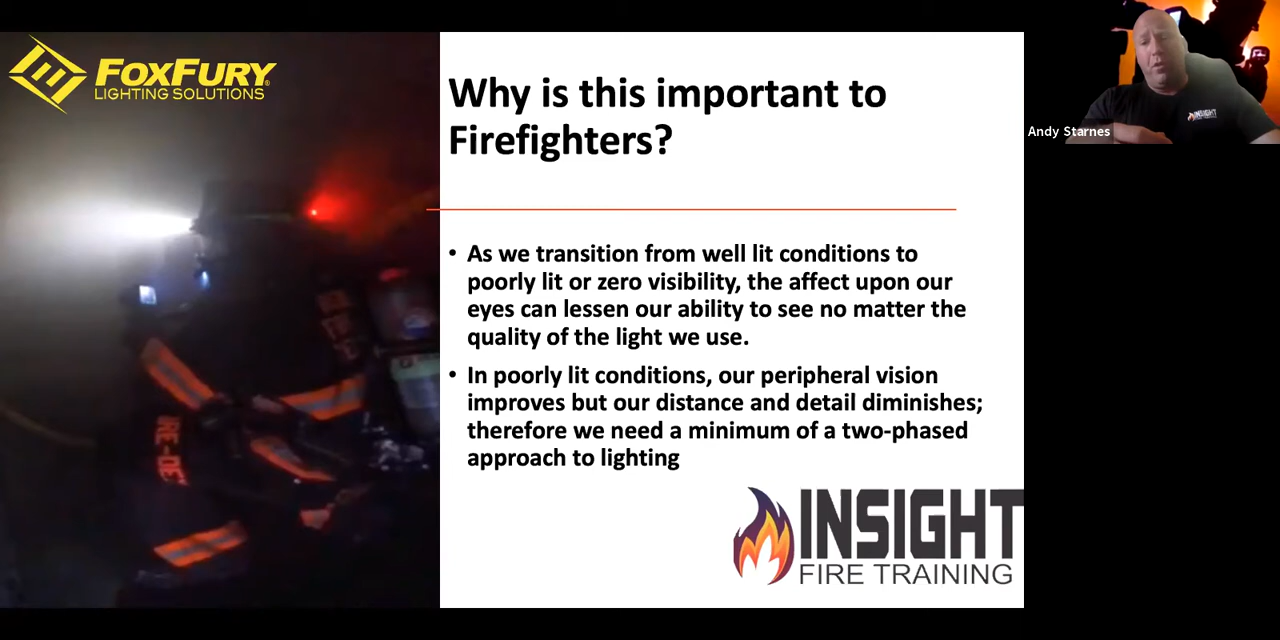 FOXFURY®
LIGHTING SOLUTIONS
Why is this important to
Firefighters?
• As we transition from well lit conditions to
poorly lit or zero visibility, the affect upon our
eyes can lessen our ability to see no matter the
quality of the light we use.
• In poorly lit conditions, our peripheral vision
improves but our distance and detail diminishes;
therefore we need a minimum of a two-phased
approach to lighting
INSIGHT
FIRE TRAINING
INSIGHT
Andy Starnes